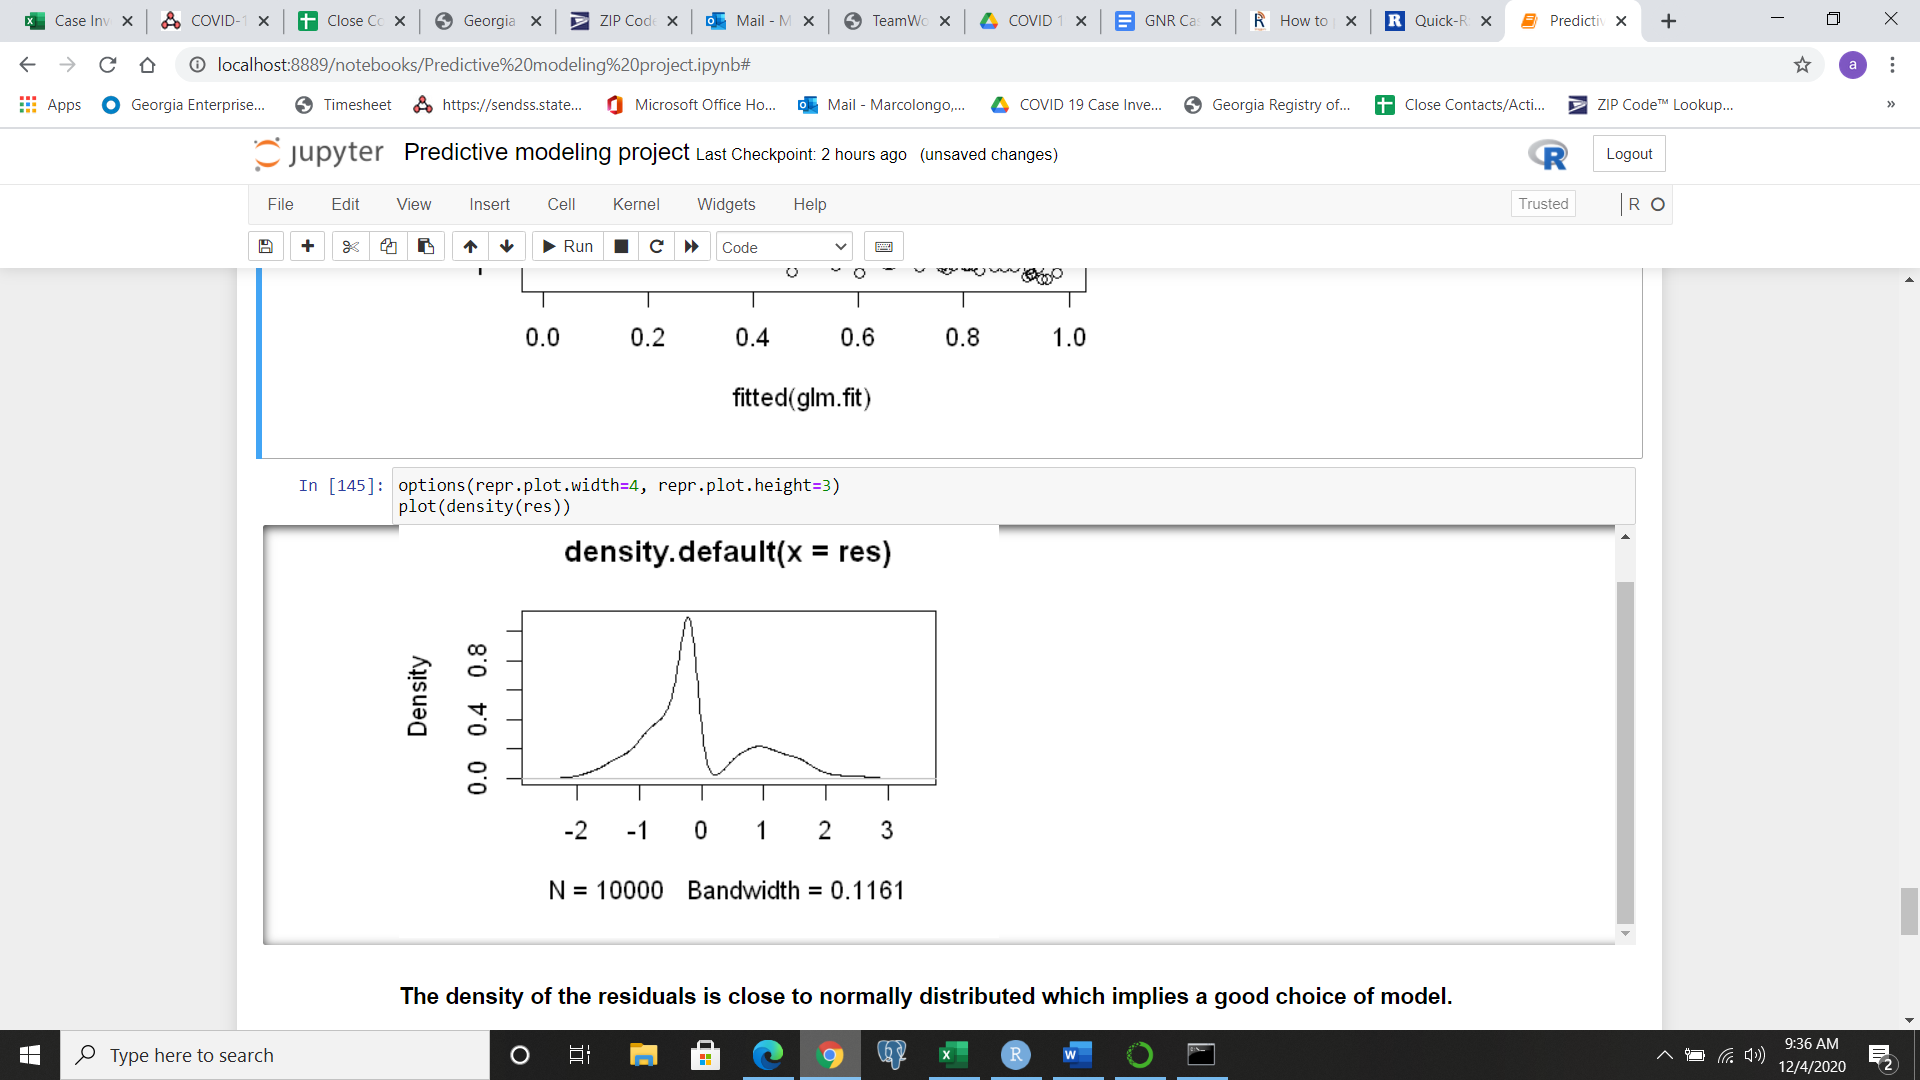 Case Inv
COVID-1
Close Co
Georgia
ZIP Code
Mail - M
TeamWo
COVID 1
GNR Cas
How to
Quick-R
Predictiv
localhost:8889/notebooks/Predictive%20modeling%20project.ipynb#
a
Apps
Georgia Enterprise...
Timesheet
https://sendss.state...
Microsoft Office Ho...
Mail - Marcolongo,...
COVID 19 Case Inve...
Georgia Registry of...
Close Contacts/Acti...
ZIP Code™ Lookup...
»
jupyter Predictive modeling project Last Checkpoint: 2 hours ago (unsaved changes)
R
Logout
File Edit View Insert Cell Kernel Widgets Help
Trusted
R
Run
Code
0.0 0.2 0.4 0.6 0.8 1.0
fitted(glm.fit)
In [145]:
options(repr.plot.width=4, repr.plot.height=3)
plot(density(res))
density.default(x = res)
Density
0.8
0.4
0.0
-2 -1 0 1 2 3
N = 10000 Bandwidth = 0.1161
The density of the residuals is close to normally distributed which implies a good choice of model.
Type here to search
9:36 AM
12/4/2020
2